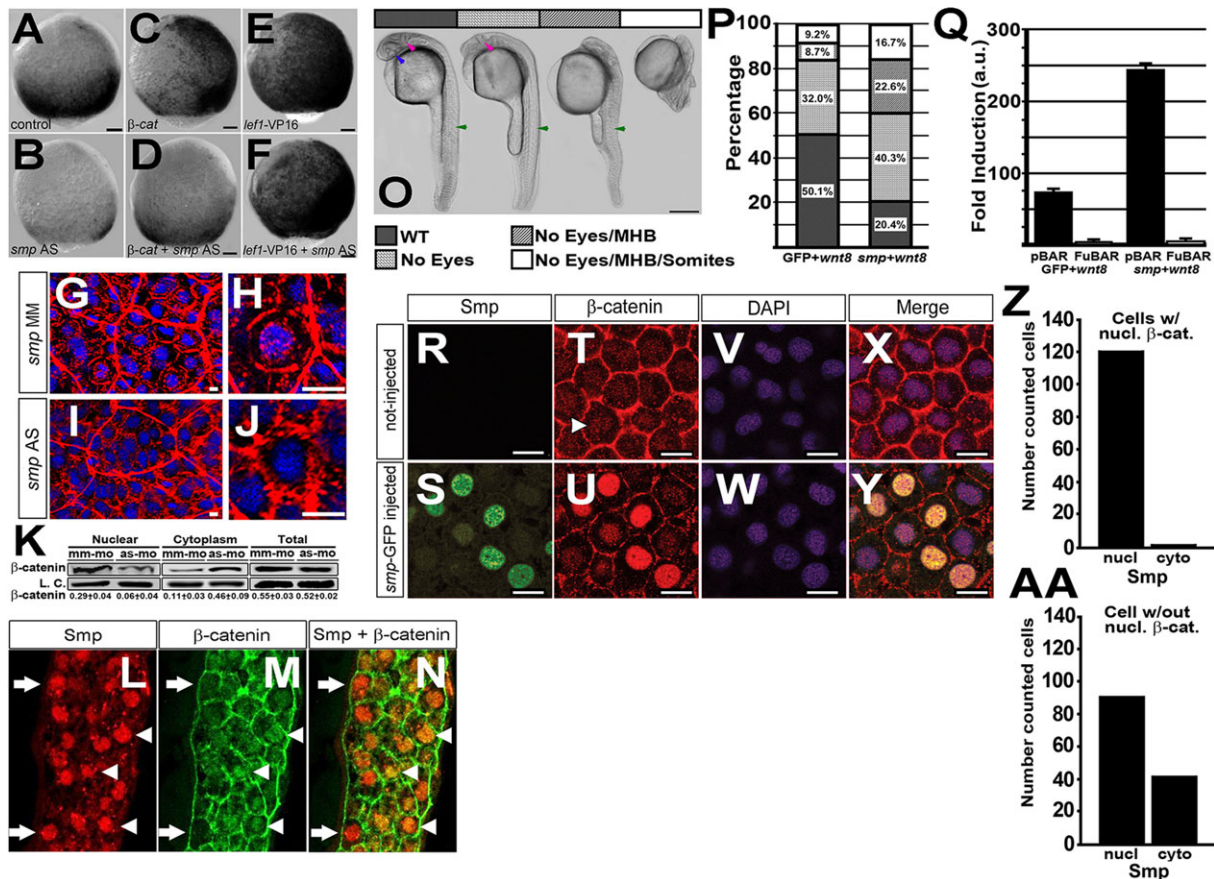 A
control
B
smp AS
C
β-cat
D
β-cat + smp AS
E
lef1-VP16
F
lef1-VP16 + smp AS
G
H
smp MM
I
J
smp AS
K
Nuclear Cytoplasm Total
mm-mo as-mo mm-mo as-mo mm-mo as-mo
β-catenin
L. C.
β-catenin 0.29±0.04 0.06±0.04 0.11±0.03 0.46±0.09 0.55±0.03 0.52±0.02
Smp β-catenin Smp + β-catenin
L M N
O
WT
No Eyes
No Eyes/MHB
No Eyes/MHB/Somites
P
Percentage
100
80
60
40
20
9.2%
8.7%
32.0%
50.1%
16.7%
22.6%
40.3%
20.4%
GFP+wnt8 smp+wnt8
Q
Fold Induction (a.u.)
300
200
100
0
pBAR FuBAR pBAR FuBAR
GFP+wnt8 smp+wnt8
Smp β-catenin DAPI Merge
not-injected
R T V X
smp-GFP injected
S U W Y
Z
Cells w/
nucl. β-cat.
Number counted cells
140
120
100
80
60
40
20
0
nucl cyto
Smp
AA
Cell w/out
nucl. β-cat.
Number counted cells
140
120
100
80
60
40
20
0
nucl cyto
Smp